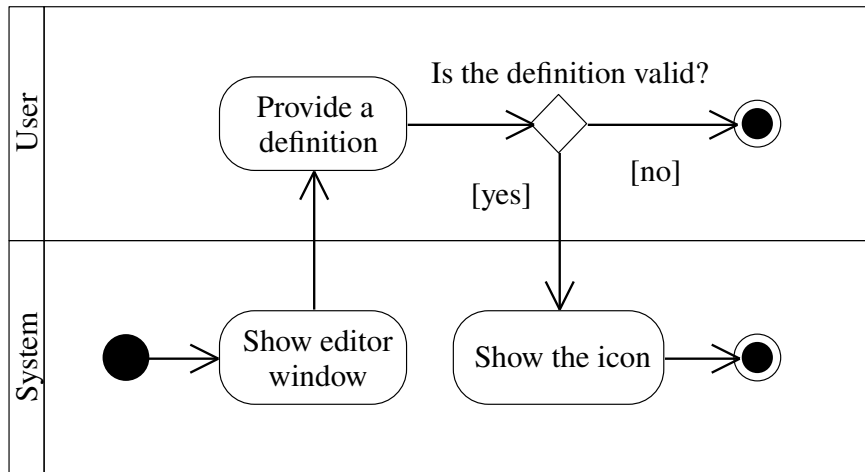 User
Is the definition valid?
Provide a
definition
[yes]
[no]
System
Show editor
window
Show the icon